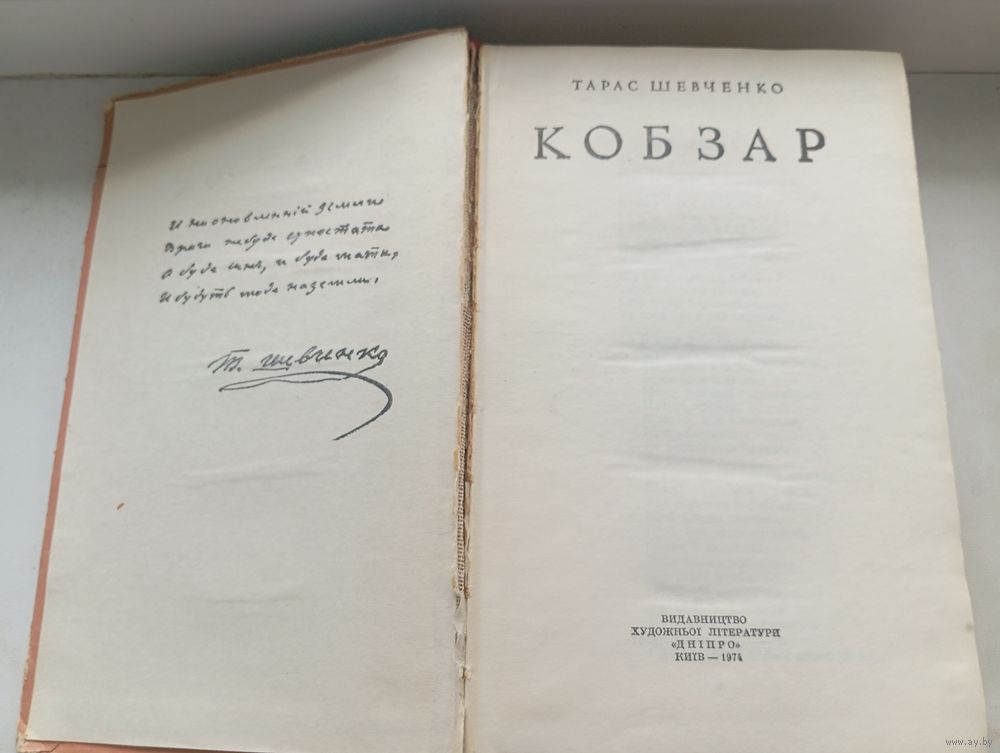 И на оновленній земли
Врага не буде супостата
А буде сынъ, и буде мати,
И будуть люде на земли.
Т. Шевченко
ТАРАС ШЕВЧЕНКО
КОБЗАР
ВИДАВНИЦТВО
ХУДОЖНЬОЇ ЛІТЕРАТУРИ
«ДНІПРО»
КИЇВ — 1974
www.ay.by